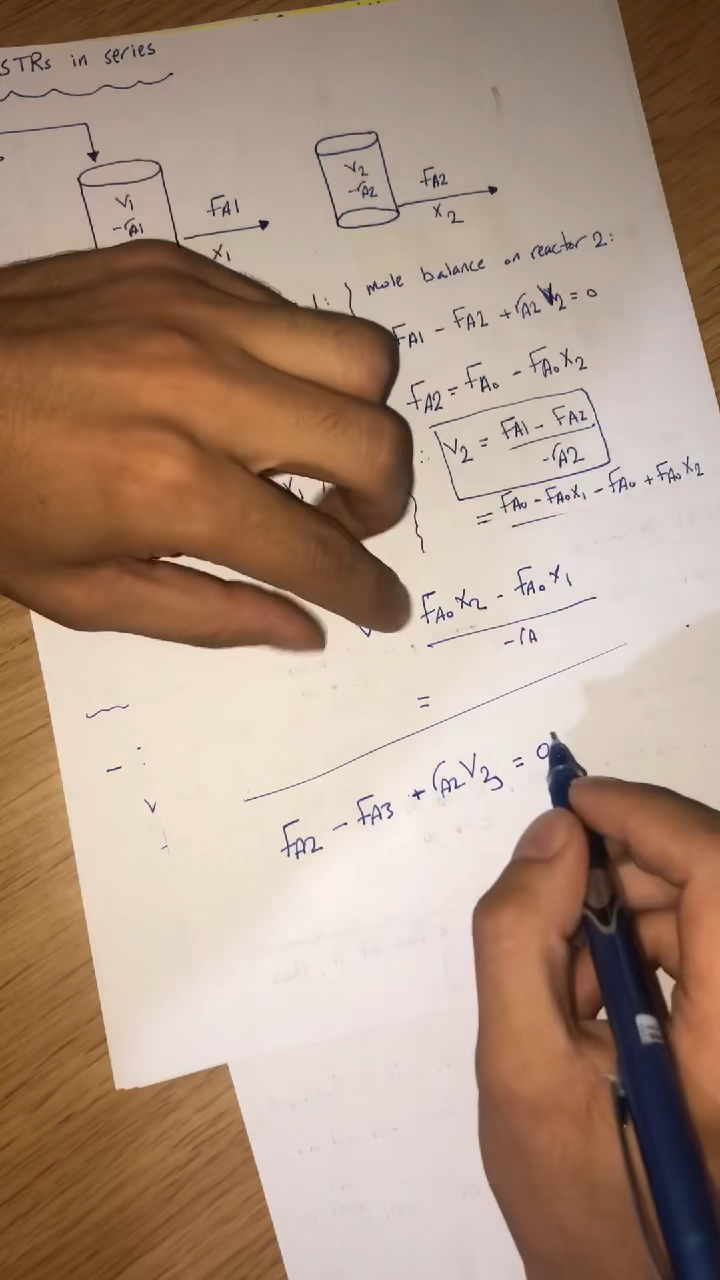 STRs in series
V1
-rA1
FA1
X1
V2
-rA2
FA2
X2
mole balance on reactor 2:
FA1 - FA2 + rA2 V2 = 0
FA2 = FA0 - FA0X2
V2 = FA1 - FA2
-rA2
= FA0 - FA0X1 - FA0 + FA0X2
FA0X2 - FA0X1
-rA
=
FA2 - FA3 + rA2V3 = 0